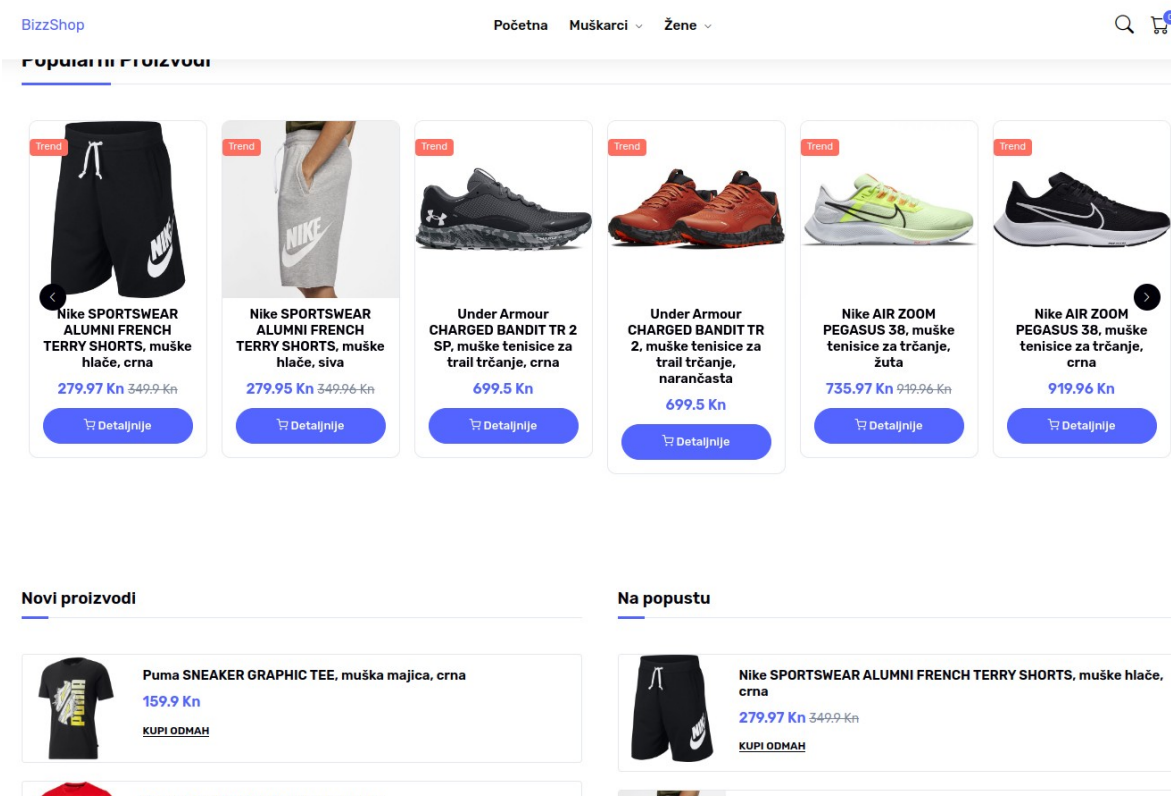 BizzShop
Početna Muškarci Žene
Popularni Proizvodi
Trend
Trend
Trend
Trend
Trend
Trend
NIKE
NIKE
Nike SPORTSWEAR
ALUMNI FRENCH
TERRY SHORTS, muške
hlače, crna
279.97 Kn 349.9 Kn
Detaljnije
Nike SPORTSWEAR
ALUMNI FRENCH
TERRY SHORTS, muške
hlače, siva
279.95 Kn 349.96 Kn
Detaljnije
Under Armour
CHARGED BANDIT TR 2
SP, muške tenisice za
trail trčanje, crna
699.5 Kn
Detaljnije
Under Armour
CHARGED BANDIT TR
2, muške tenisice za
trail trčanje,
narančasta
699.5 Kn
Detaljnije
Nike AIR ZOOM
PEGASUS 38, muške
tenisice za trčanje,
žuta
735.97 Kn 919.96 Kn
Detaljnije
Nike AIR ZOOM
PEGASUS 38, muške
tenisice za trčanje,
crna
919.96 Kn
Detaljnije
Novi proizvodi
PUMA
Puma SNEAKER GRAPHIC TEE, muška majica, crna
159.9 Kn
KUPI ODMAH
Na popustu
NIKE
Nike SPORTSWEAR ALUMNI FRENCH TERRY SHORTS, muške hlače,
crna
279.97 Kn 349.9 Kn
KUPI ODMAH